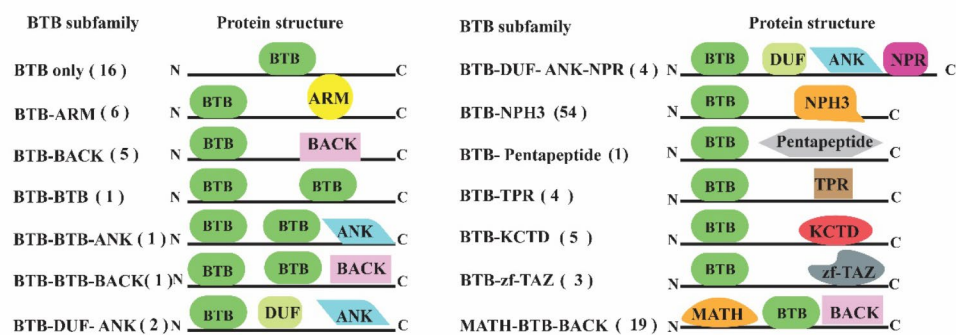 BTB subfamily Protein structure
BTB only ( 16 ) N BTB C
BTB-ARM ( 6 ) N BTB ARM C
BTB-BACK ( 5 ) N BTB BACK C
BTB-BTB ( 1 ) N BTB BTB C
BTB-BTB-ANK ( 1 ) N BTB BTB ANK C
BTB-BTB-BACK( 1 ) N BTB BTB BACK C
BTB-DUF- ANK ( 2 ) N BTB DUF ANK C
BTB subfamily Protein structure
BTB-DUF- ANK-NPR ( 4 ) N BTB DUF ANK NPR C
BTB-NPH3 (54) N BTB NPH3 C
BTB- Pentapeptide (1) N BTB Pentapeptide C
BTB-TPR ( 4 ) N BTB TPR C
BTB-KCTD ( 5 ) N BTB KCTD C
BTB-zf-TAZ ( 3 ) N BTB zf-TAZ C
MATH-BTB-BACK ( 19 ) N MATH BTB BACK C